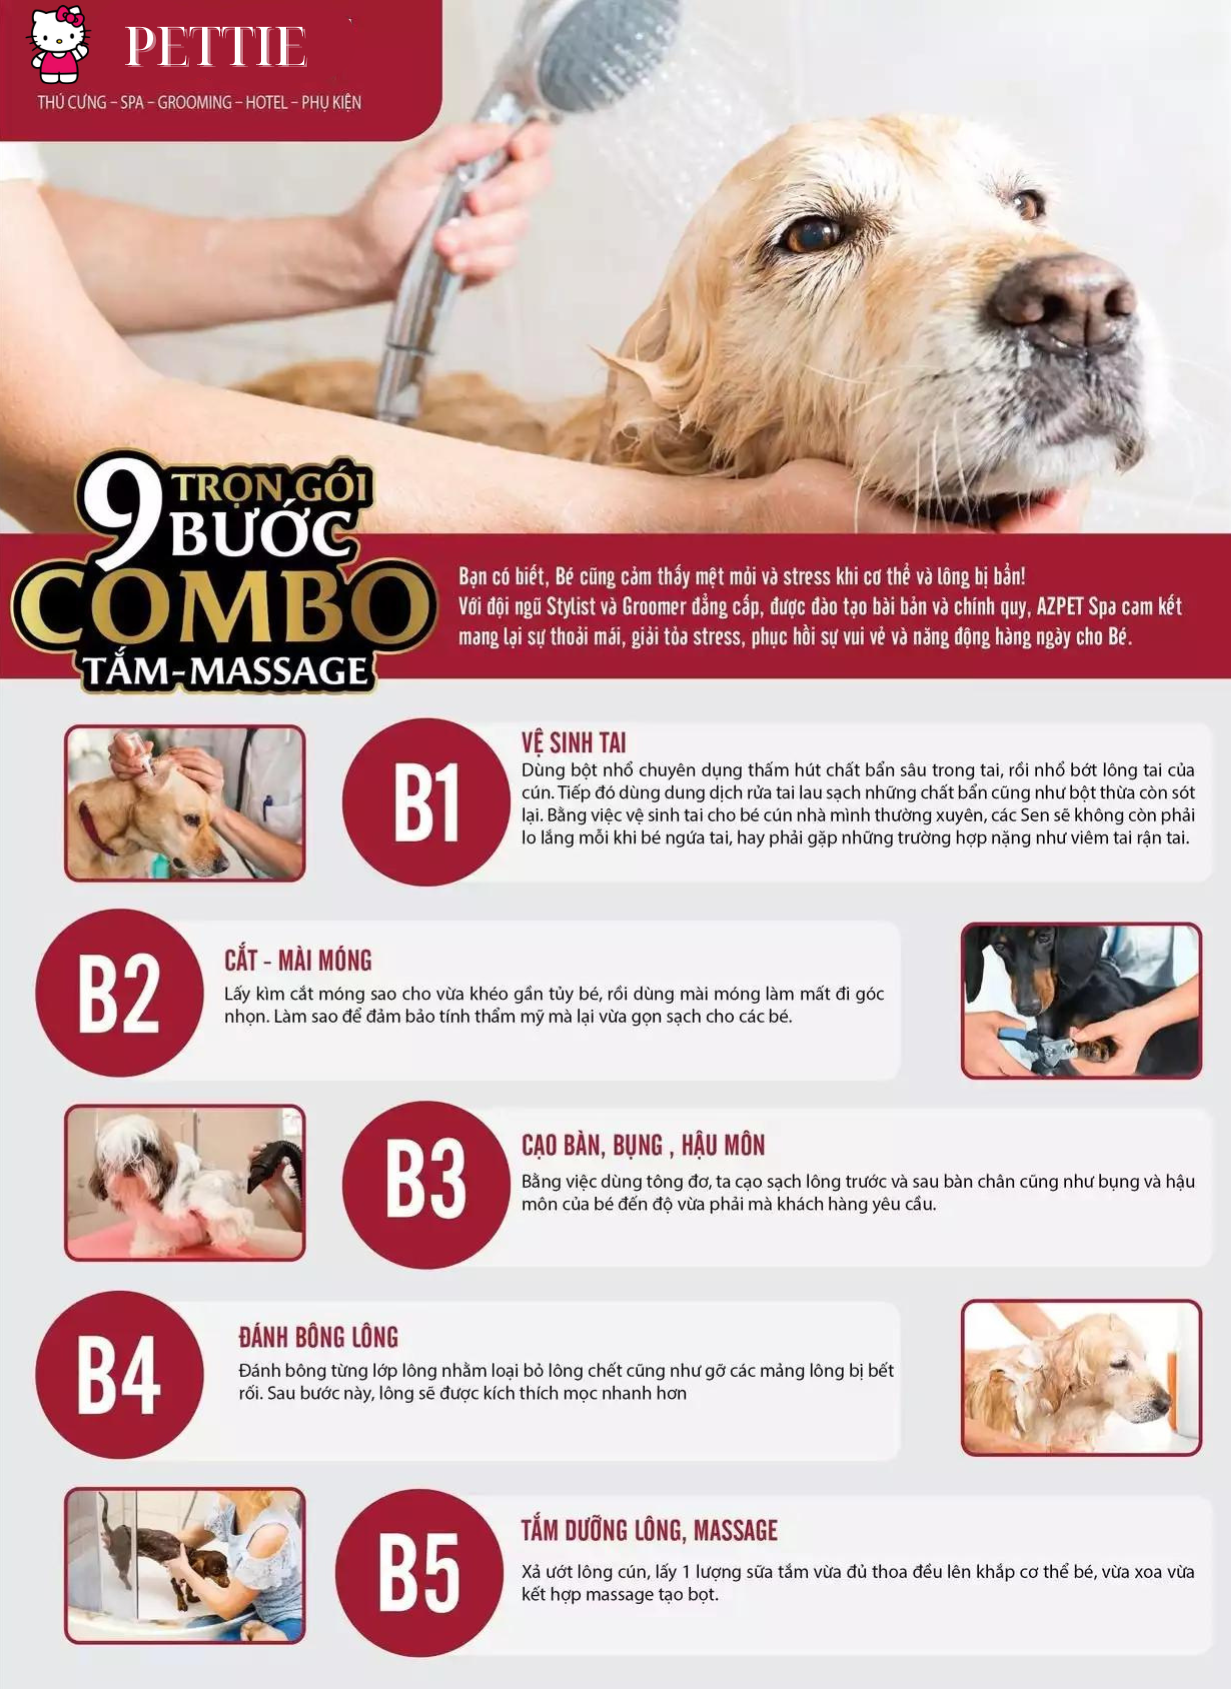 PETTIE
THÚ CƯNG – SPA – GROOMING – HOTEL – PHỤ KIỆN
9 TRỌN GÓI
BƯỚC
COMBO
TẮM-MASSAGE
Bạn có biết, Bé cũng cảm thấy mệt mỏi và stress khi cơ thể và lông bị bẩn!
Với đội ngũ Stylist và Groomer đẳng cấp, được đào tạo bài bản và chính quy, AZPET Spa cam kết
mang lại sự thoải mái, giải tỏa stress, phục hồi sự vui vẻ và năng động hàng ngày cho Bé.
B1
VỆ SINH TAI
Dùng bột nhổ chuyên dụng thấm hút chất bẩn sâu trong tai, rồi nhổ bớt lông tai của
cún. Tiếp đó dùng dung dịch rửa tai lau sạch những chất bẩn cũng như bột thừa còn sót
lại. Bằng việc vệ sinh tai cho bé cún nhà mình thường xuyên, các Sen sẽ không còn phải
lo lắng mỗi khi bé ngứa tai, hay phải gặp những trường hợp nặng như viêm tai rận tai.
B2
CẮT - MÀI MÓNG
Lấy kìm cắt móng sao cho vừa khéo gần tủy bé, rồi dùng mài móng làm mất đi góc
nhọn. Làm sao để đảm bảo tính thẩm mỹ mà lại vừa gọn sạch cho các bé.
B3
CẠO BÀN, BỤNG , HẬU MÔN
Bằng việc dùng tông đơ, ta cạo sạch lông trước và sau bàn chân cũng như bụng và hậu
môn của bé đến độ vừa phải mà khách hàng yêu cầu.
B4
ĐÁNH BÔNG LÔNG
Đánh bông từng lớp lông nhằm loại bỏ lông chết cũng như gỡ các mảng lông bị bết
rối. Sau bước này, lông sẽ được kích thích mọc nhanh hơn
B5
TẮM DƯỠNG LÔNG, MASSAGE
Xả ướt lông cún, lấy 1 lượng sữa tắm vừa đủ thoa đều lên khắp cơ thể bé, vừa xoa vừa
kết hợp massage tạo bọt.